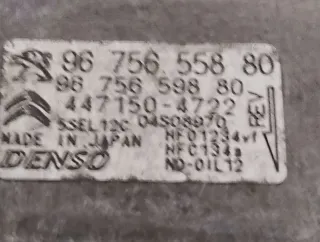 96 756 558 80
96 756 598 80
447150-4722
5SEL12C 04S08970
MADE IN JAPAN HFO1234yf
HFC134a
DENSO ND-OIL12
REV